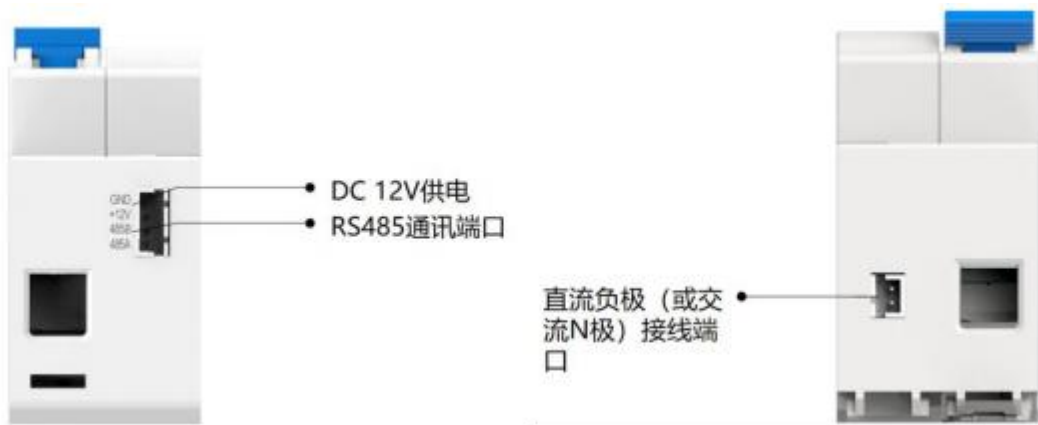 GND
+12V
485B
485A
DC 12V供电
RS485通讯端口
直流负极（或交
流N极）接线端
口